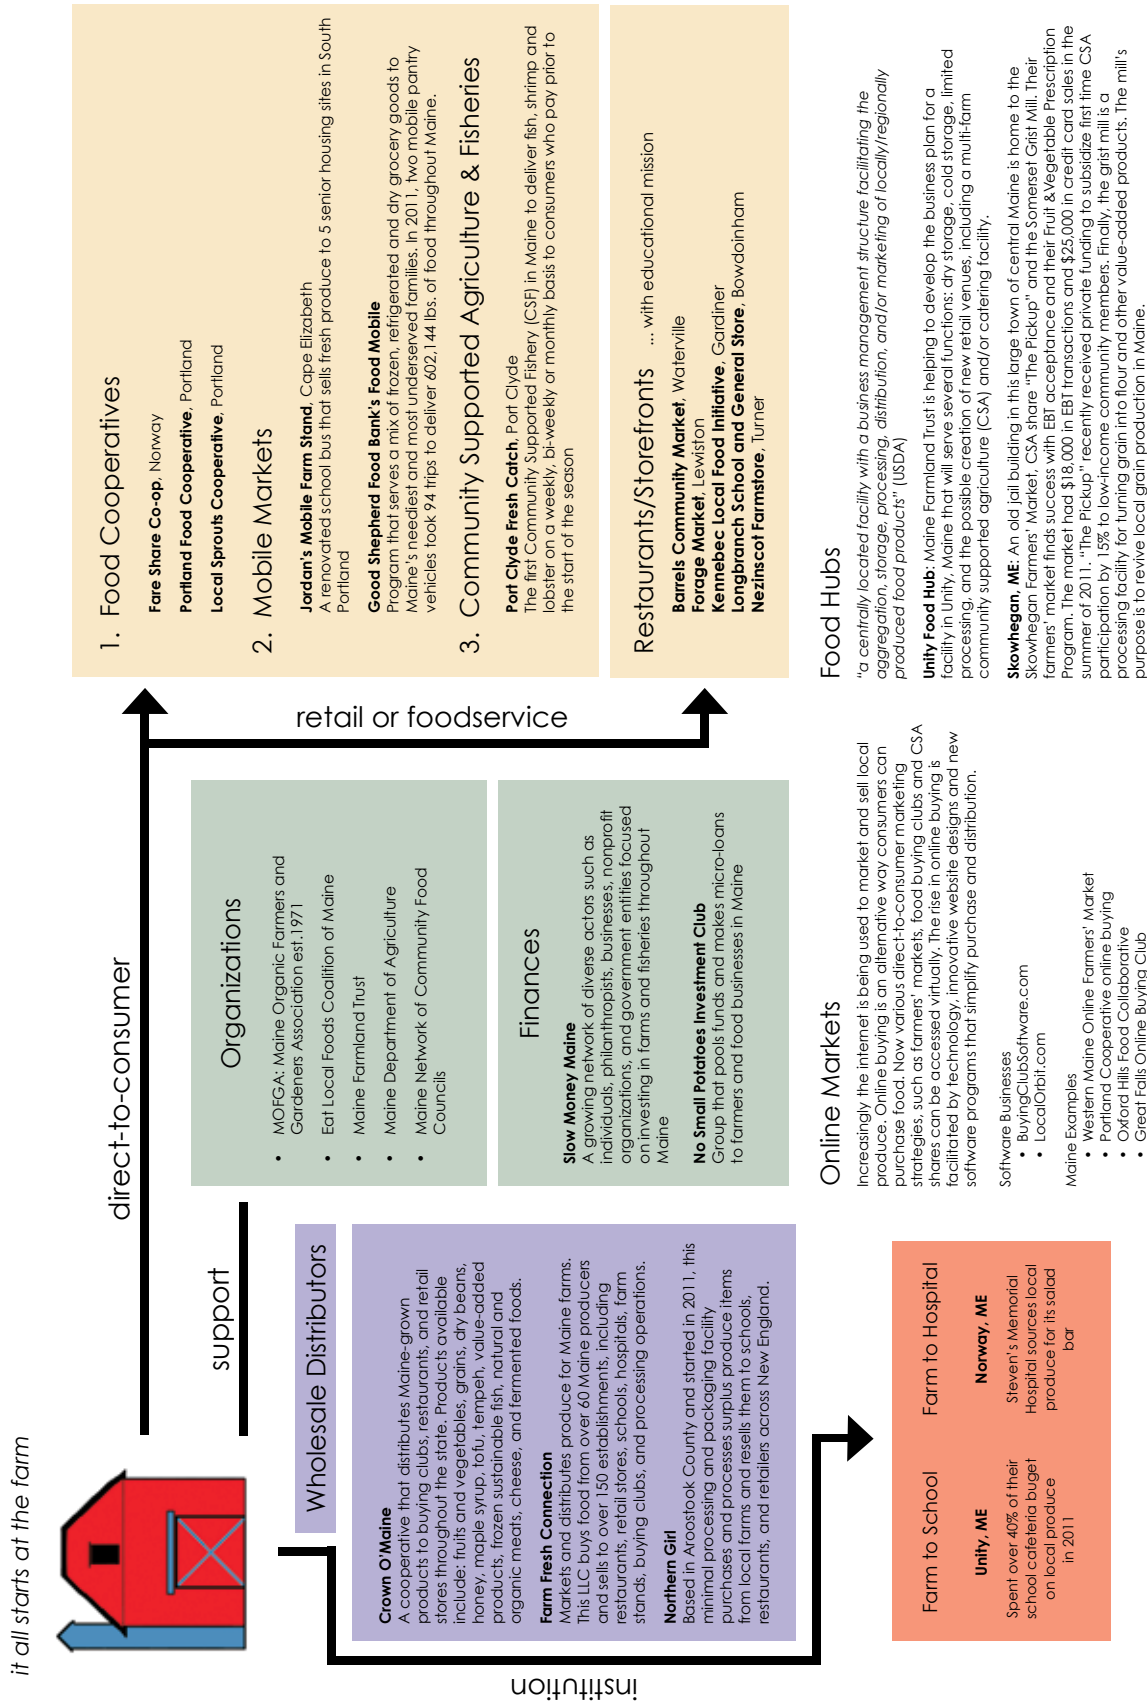 it all starts at the farm
direct-to-consumer
support
institution
retail or foodservice
Wholesale Distributors
Crown O'Maine
A cooperative that distributes Maine-grown
products to buying clubs, restaurants, and retail
stores throughout the state. Products available
include: fruits and vegetables, grains, dry beans,
honey, maple syrup, tofu, tempeh, value-added
products, frozen sustainable fish, natural and
organic meats, cheese, and fermented foods.
Farm Fresh Connection
Markets and distributes produce for Maine farms.
This LLC buys food from over 60 Maine producers
and sells to over 150 establishments, including
restaurants, retail stores, schools, hospitals, farm
stands, buying clubs, and processing operations.
Northern Girl
Based in Aroostook County and started in 2011, this
minimal processing and packaging facility
purchases and processes surplus produce items
from local farms and resells them to schools,
restaurants, and retailers across New England.
Farm to School
Unity, ME
Spent over 40% of their
school cafeteria buget
on local produce
in 2011
Farm to Hospital
Norway, ME
Steven's Memorial
Hospital sources local
produce for its salad
bar
Organizations
• MOFGA: Maine Organic Farmers and
Gardeners Association est.1971
• Eat Local Foods Coalition of Maine
• Maine Farmland Trust
• Maine Department of Agriculture
• Maine Network of Community Food
Councils
Finances
Slow Money Maine
A growing network of diverse actors such as
individuals, philanthropists, businesses, nonprofit
organizations, and government entities focused
on investing in farms and fisheries throughout
Maine
No Small Potatoes Investment Club
Group that pools funds and makes micro-loans
to farmers and food businesses in Maine
Online Markets
Increasingly the internet is being used to market and sell local
produce. Online buying is an alternative way consumers can
purchase food. Now various direct-to-consumer marketing
strategies, such as farmers' markets, food buying clubs and CSA
shares can be accessed virtually. The rise in online buying is
facilitated by technology, innovative website designs and new
software programs that simplify purchase and distribution.
Software Businesses
• BuyingClubSoftware.com
• LocalOrbit.com
Maine Examples
• Western Maine Online Farmers' Market
• Portland Cooperative online buying
• Oxford Hills Food Collaborative
• Great Falls Online Buying Club
1. Food Cooperatives
Fare Share Co-op, Norway
Portland Food Cooperative, Portland
Local Sprouts Cooperative, Portland
2. Mobile Markets
Jordan's Mobile Farm Stand, Cape Elizabeth
A renovated school bus that sells fresh produce to 5 senior housing sites in South
Portland
Good Shepherd Food Bank's Food Mobile
Program that serves a mix of frozen, refrigerated and dry grocery goods to
Maine's neediest and most underserved families. In 2011, two mobile pantry
vehicles took 94 trips to deliver 602,144 lbs. of food throughout Maine.
3. Community Supported Agriculture & Fisheries
Port Clyde Fresh Catch, Port Clyde
The first Community Supported Fishery (CSF) in Maine to deliver fish, shrimp and
lobster on a weekly, bi-weekly or monthly basis to consumers who pay prior to
the start of the season
Restaurants/Storefronts ... with educational mission
Barrels Community Market, Waterville
Forage Market, Lewiston
Kennebec Local Food Initiative, Gardiner
Longbranch School and General Store, Bowdoinham
Nezinscot Farmstore, Turner
Food Hubs
"a centrally located facility with a business management structure facilitating the
aggregation, storage, processing, distribution, and/or marketing of locally/regionally
produced food products" (USDA)
Unity Food Hub: Maine Farmland Trust is helping to develop the business plan for a
facility in Unity, Maine that will serve several functions: dry storage, cold storage, limited
processing, and the possible creation of new retail venues, including a multi-farm
community supported agriculture (CSA) and/or catering facility.
Skowhegan, ME: An old jail building in this large town of central Maine is home to the
Skowhegan Farmers' Market, CSA share "The Pickup" and the Somerset Grist Mill. Their
farmers' market finds success with EBT acceptance and their Fruit &Vegetable Prescription
Program. The market had $18,000 in EBT transactions and $25,000 in credit card sales in the
summer of 2011. "The Pickup" recently received private funding to subsidize first time CSA
participation by 15% to low-income community members. Finally, the grist mill is a
processing facility for turning grain into flour and other value-added products. The mill's
purpose is to revive local grain production in Maine.